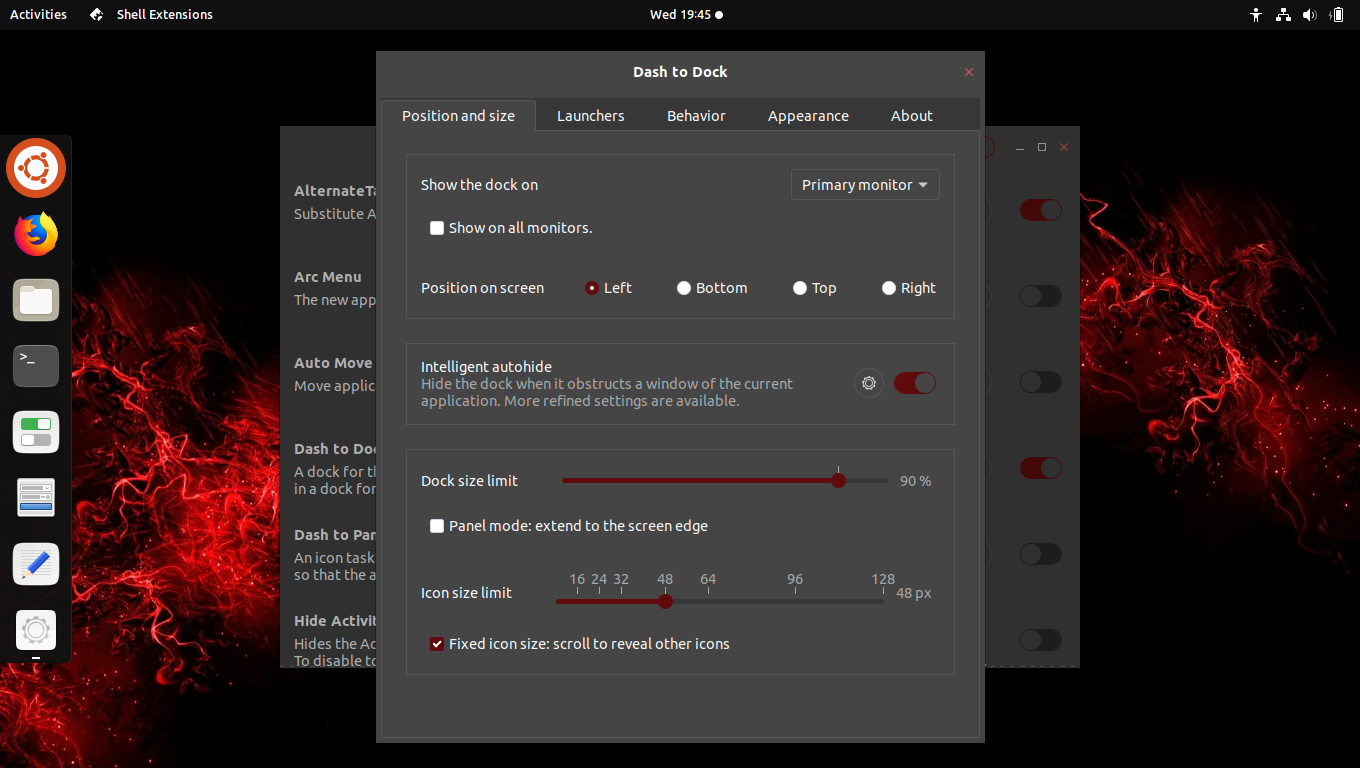 Activities
Shell Extensions
Wed 19:45
Dash to Dock
Position and size
Launchers
Behavior
Appearance
About
Show the dock on
Primary monitor
Show on all monitors.
Position on screen
Left
Bottom
Top
Right
Intelligent autohide
Hide the dock when it obstructs a window of the current
application. More refined settings are available.
Dock size limit
90 %
Panel mode: extend to the screen edge
16 24 32 48 64 96 128
Icon size limit
48 px
Fixed icon size: scroll to reveal other icons
AlternateTa
Substitute A
Arc Menu
The new app
Auto Move
Move applic
Dash to Doc
A dock for th
in a dock for
Dash to Pan
An icon task
so that the a
Hide Activit
Hides the Ac
To disable to
>_